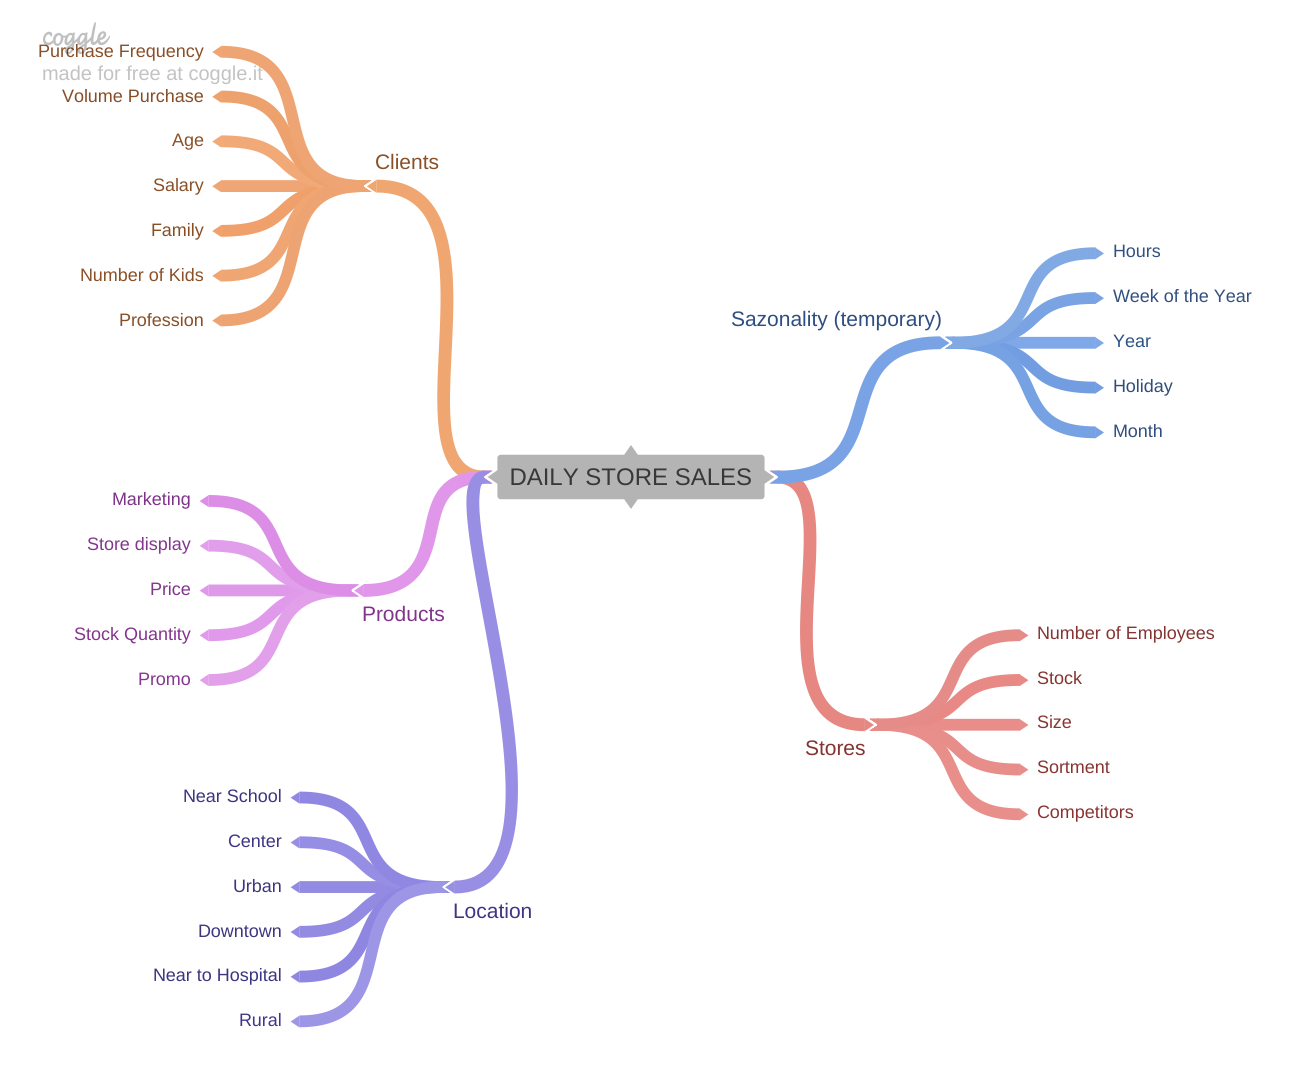 coggle
made for free at coggle.it
Purchase Frequency
Volume Purchase
Age
Salary
Family
Number of Kids
Profession
Clients
Marketing
Store display
Price
Stock Quantity
Promo
Products
Near School
Center
Urban
Downtown
Near to Hospital
Rural
Location
DAILY STORE SALES
Sazonality (temporary)
Hours
Week of the Year
Year
Holiday
Month
Stores
Number of Employees
Stock
Size
Sortment
Competitors